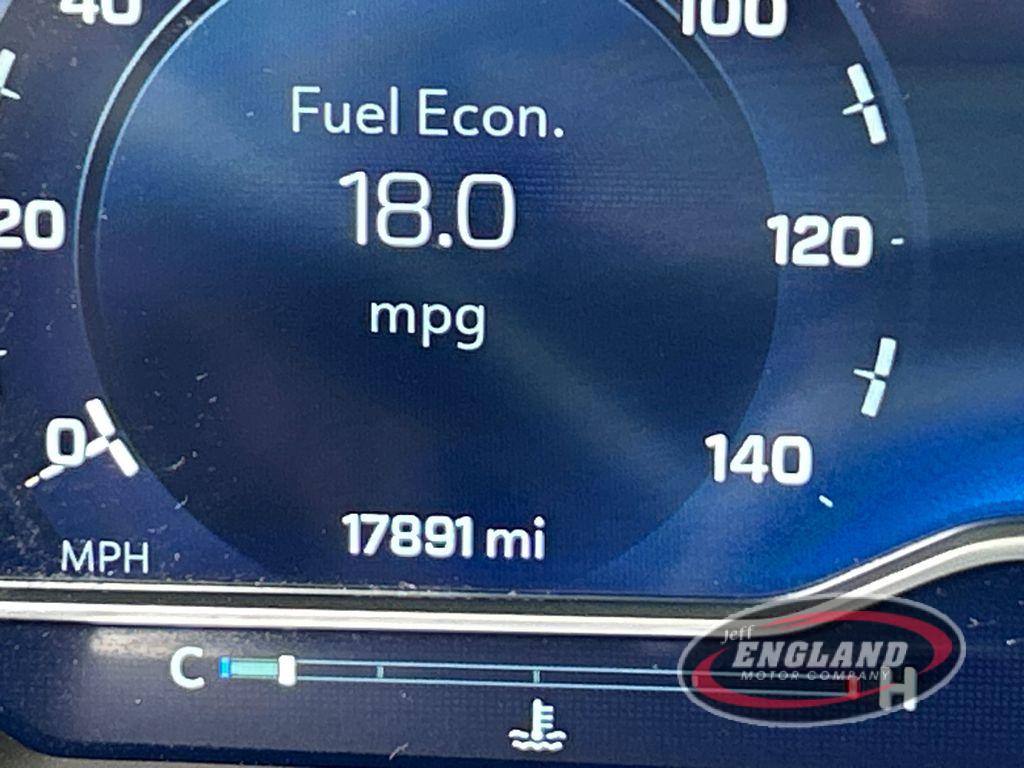 40
100
Fuel Econ.
18.0
20
120
mpg
0
140
17891 mi
MPH
C
H
Jeff
ENGLAND
MOTOR COMPANY